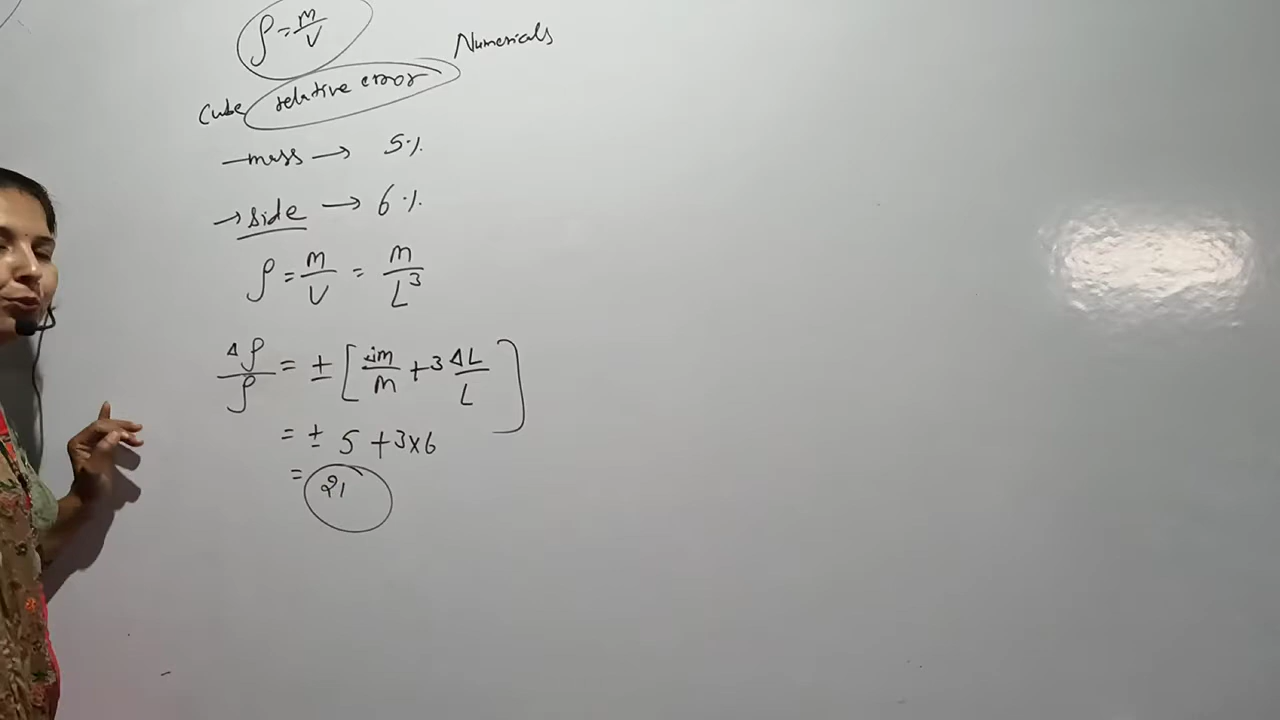 ρ = m/V
Numericals
Cube relative error
→ mass → 5%
→ side → 6%
ρ = m/V = m/L³
Δρ/ρ = ± [Δm/m + 3 ΔL/L]
= ± 5 + 3×6
= 21